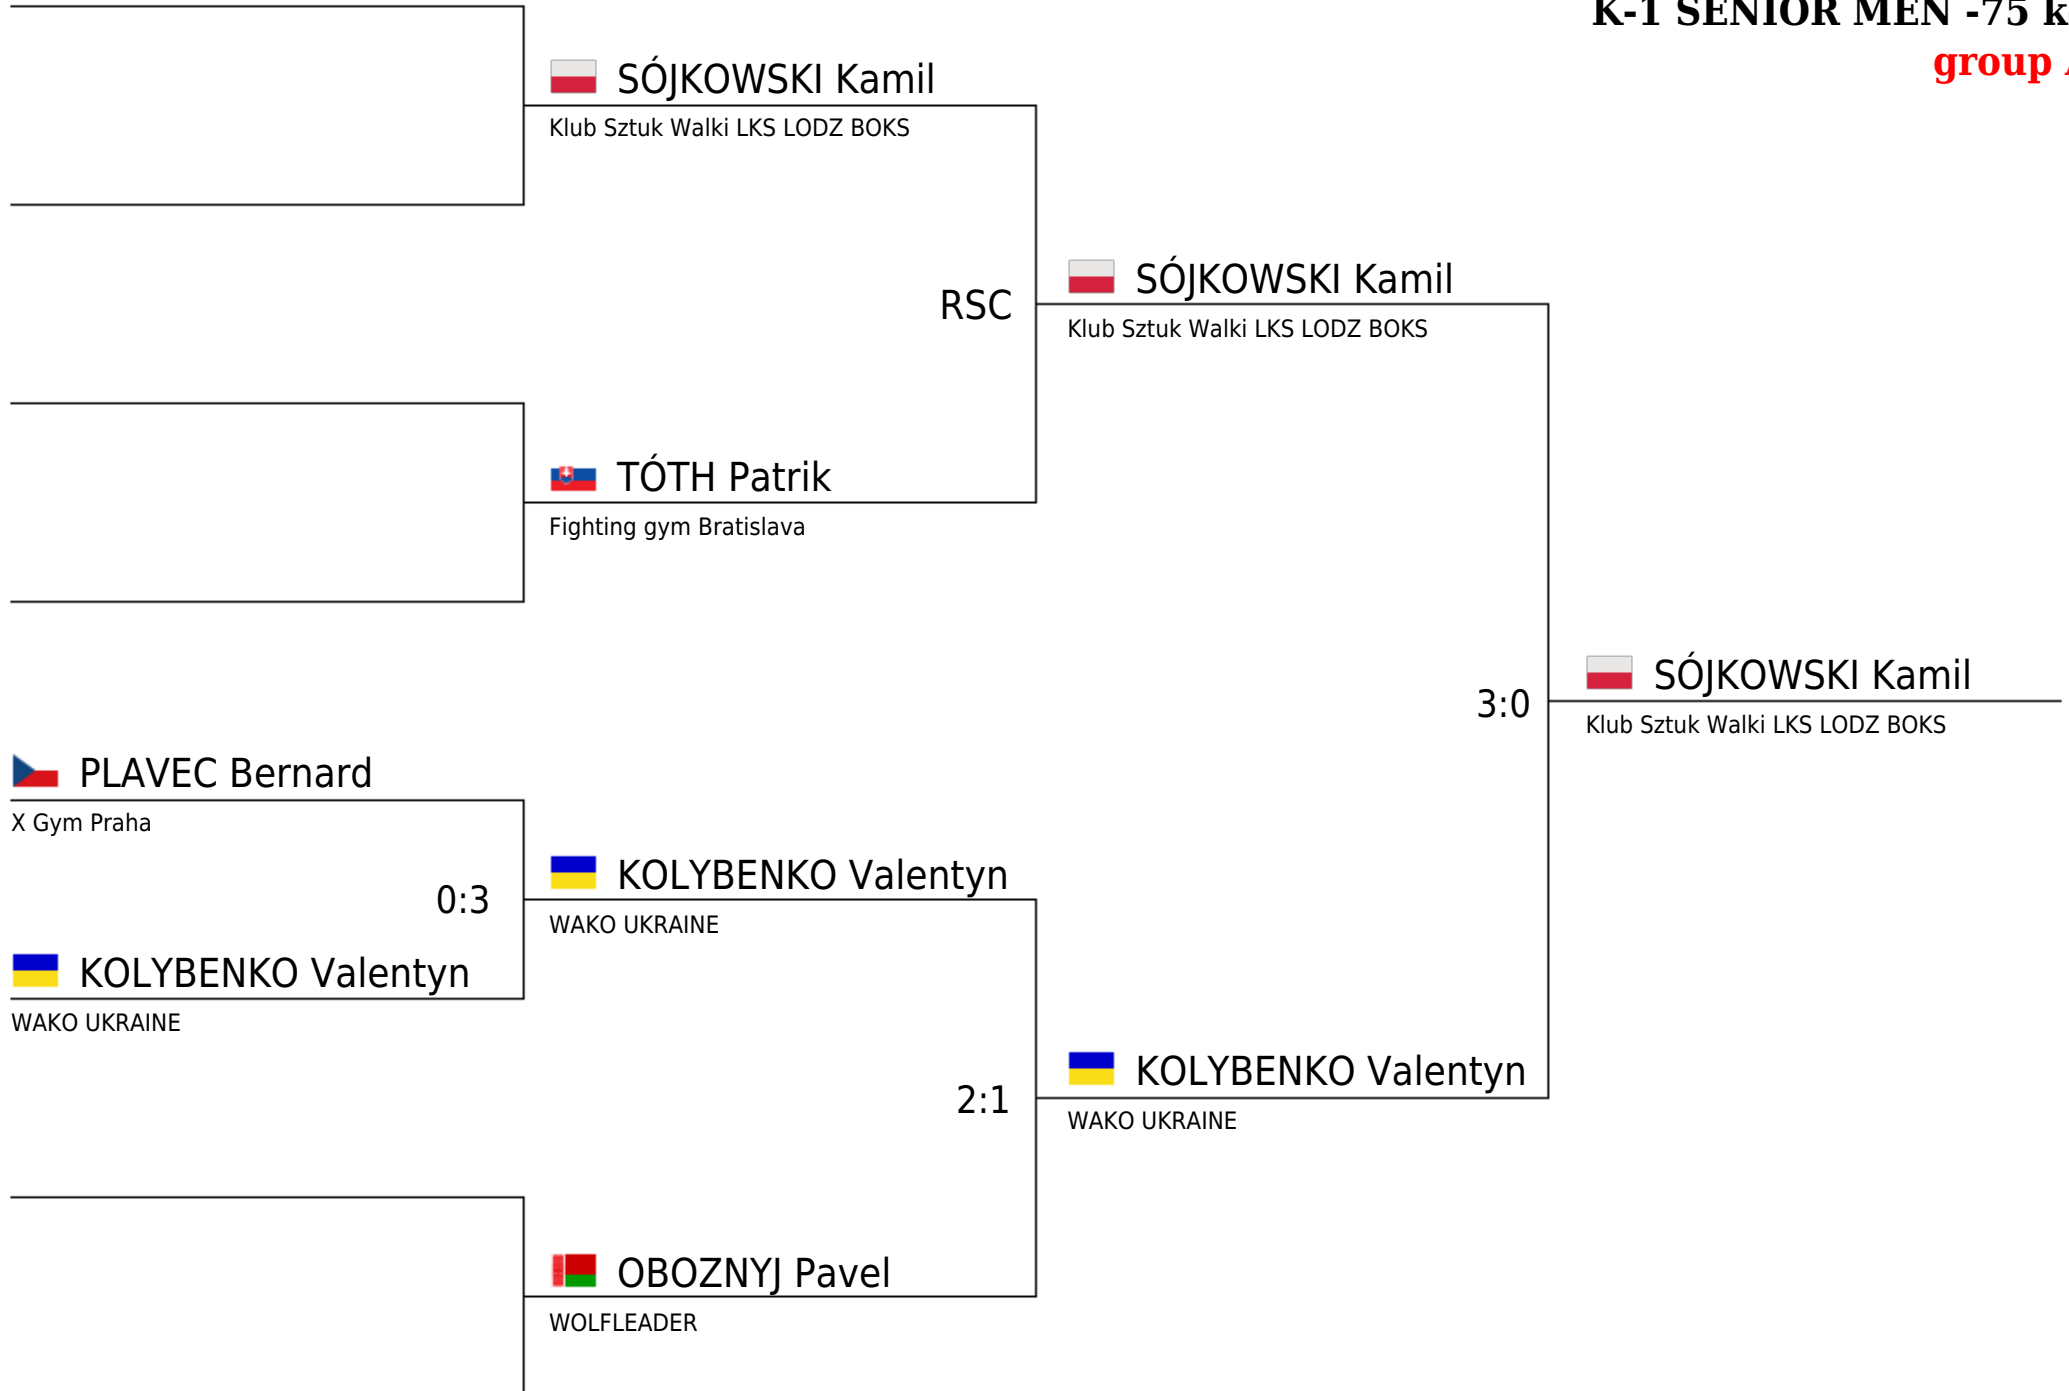 K-1 SENIOR MEN -75 k
group
SÓJKOWSKI Kamil
Klub Sztuk Walki LKS LODZ BOKS
RSC
SÓJKOWSKI Kamil
Klub Sztuk Walki LKS LODZ BOKS
TÓTH Patrik
Fighting gym Bratislava
3:0
SÓJKOWSKI Kamil
Klub Sztuk Walki LKS LODZ BOKS
PLAVEC Bernard
X Gym Praha
0:3
KOLYBENKO Valentyn
WAKO UKRAINE
KOLYBENKO Valentyn
WAKO UKRAINE
2:1
KOLYBENKO Valentyn
WAKO UKRAINE
OBOZNYJ Pavel
WOLFLEADER